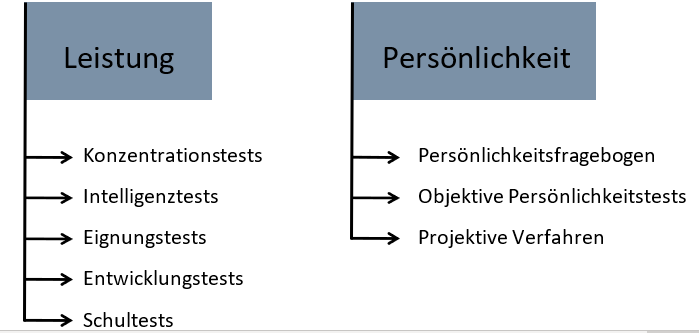 Leistung
Konzentrationstests
Intelligenztests
Eignungstests
Entwicklungstests
Schultests
Persönlichkeit
Persönlichkeitsfragebogen
Objektive Persönlichkeitstests
Projektive Verfahren